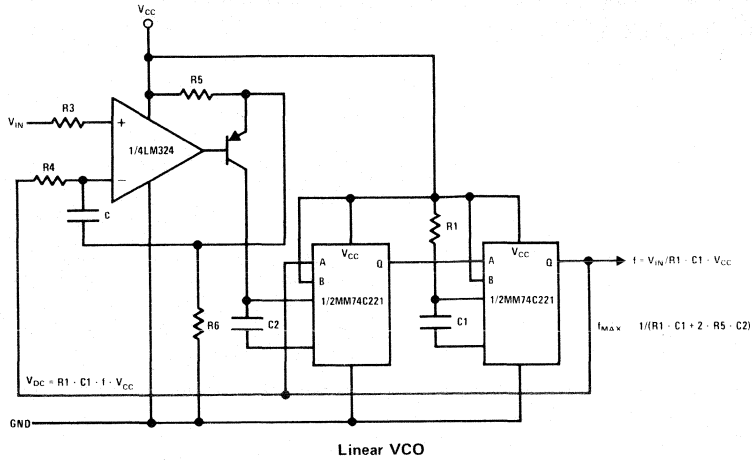 VCC
R5
R3
VIN
+
1/4LM324
R4
−
C
R1
VCC
VCC
A
Q
A
Q
f = VIN/R1 · C1 · VCC
B
B
1/2MM74C221
1/2MM74C221
R6
C2
C1
fMAX 1/(R1 · C1 + 2 · R5 · C2)
VDC = R1 · C1 · f · VCC
GND
Linear VCO